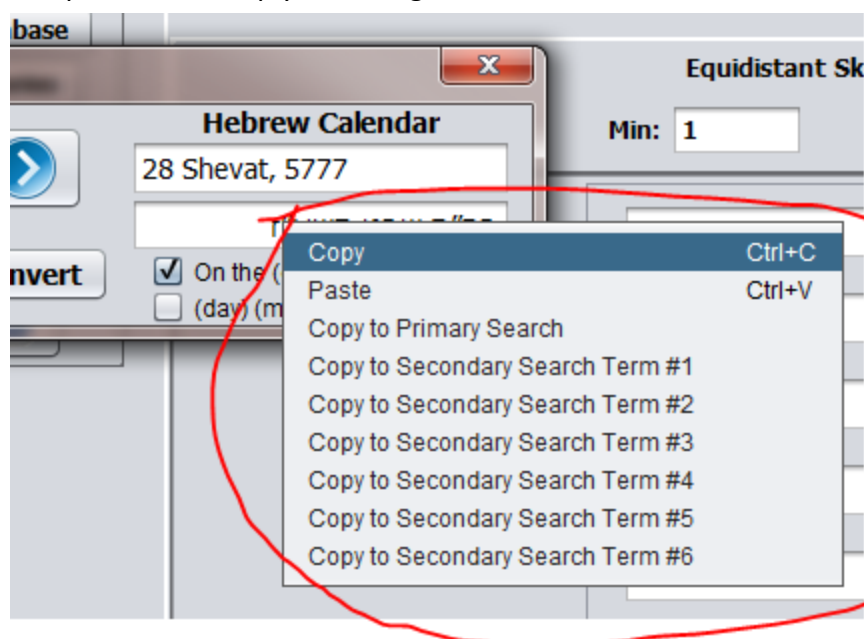 base
Equidistant Sk
Hebrew Calendar
Min: 1
28 Shevat, 5777
nvert
On the (
(day) (m
Copy Ctrl+C
Paste Ctrl+V
Copy to Primary Search
Copy to Secondary Search Term #1
Copy to Secondary Search Term #2
Copy to Secondary Search Term #3
Copy to Secondary Search Term #4
Copy to Secondary Search Term #5
Copy to Secondary Search Term #6